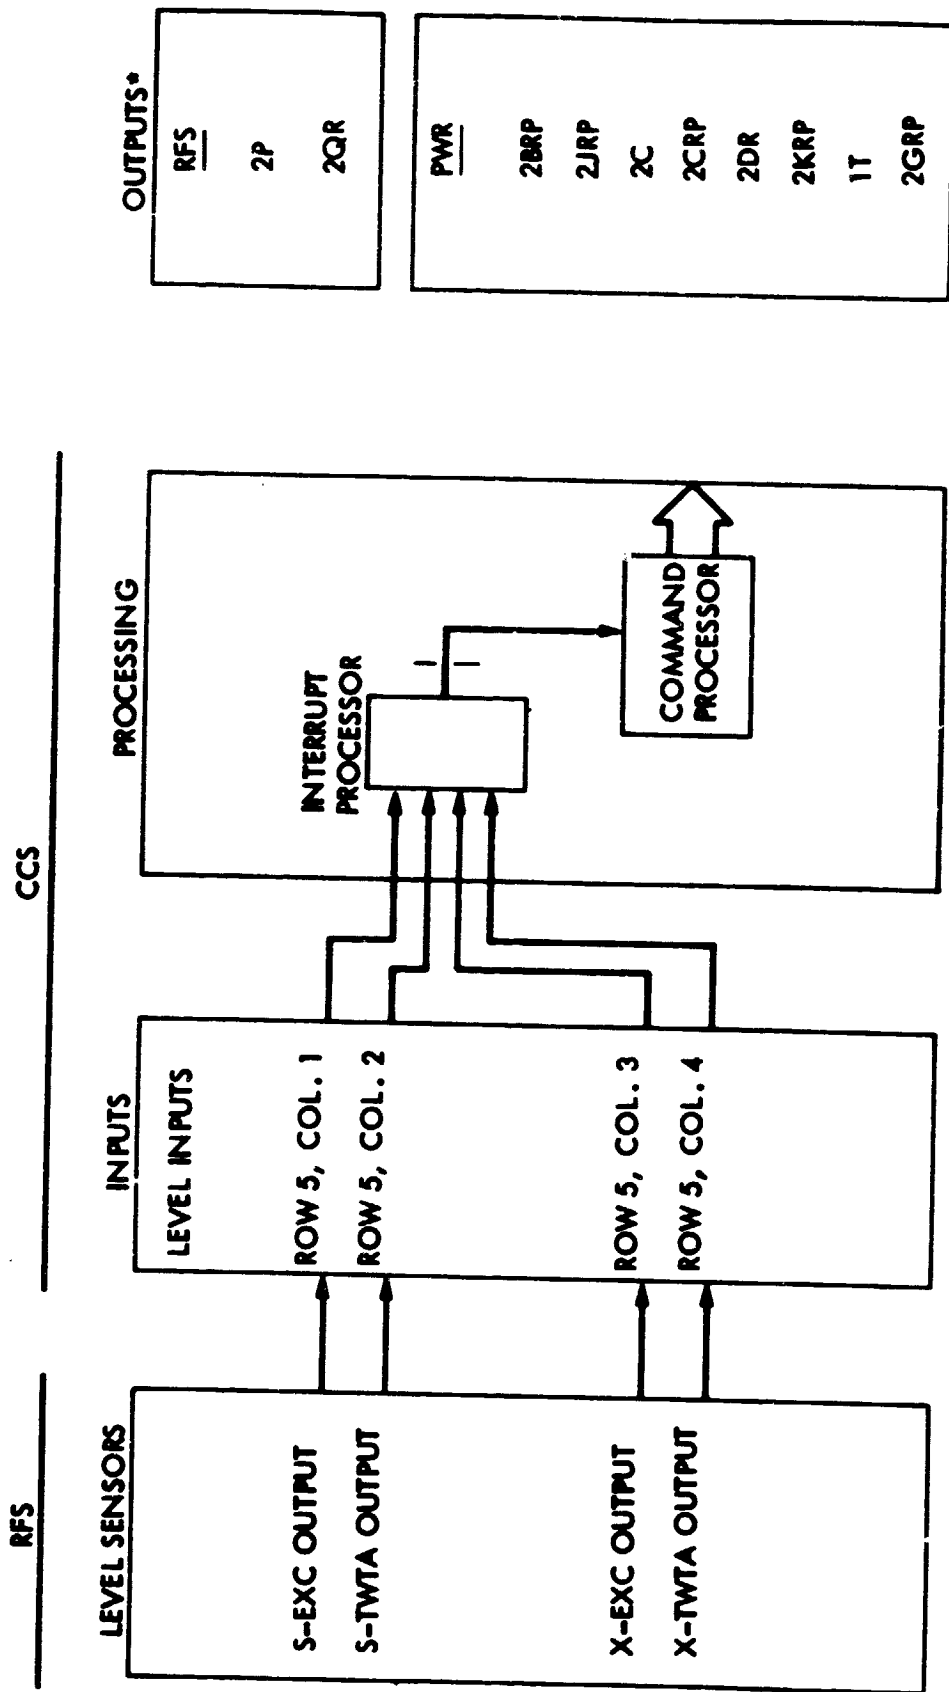 RFS
LEVEL SENSORS
S-EXC OUTPUT
S-TWTA OUTPUT
X-EXC OUTPUT
X-TWTA OUTPUT
CCS
INPUTS
LEVEL INPUTS
ROW 5, COL. 1
ROW 5, COL. 2
ROW 5, COL. 3
ROW 5, COL. 4
PROCESSING
INTERRUPT
PROCESSOR
COMMAND
PROCESSOR
OUTPUTS*
RFS
2P
2QR
PWR
2BRP
2JRP
2C
2CRP
2DR
2KRP
1T
2GRP